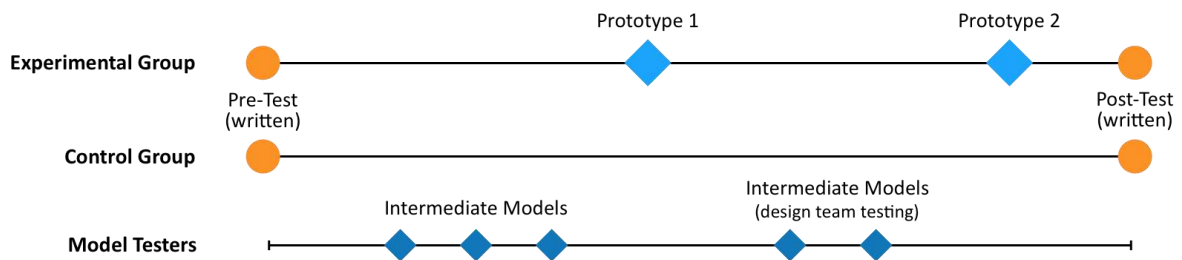 Prototype 1
Prototype 2
Experimental Group
Pre-Test
(written)
Post-Test
(written)
Control Group
Intermediate Models
Intermediate Models
(design team testing)
Model Testers